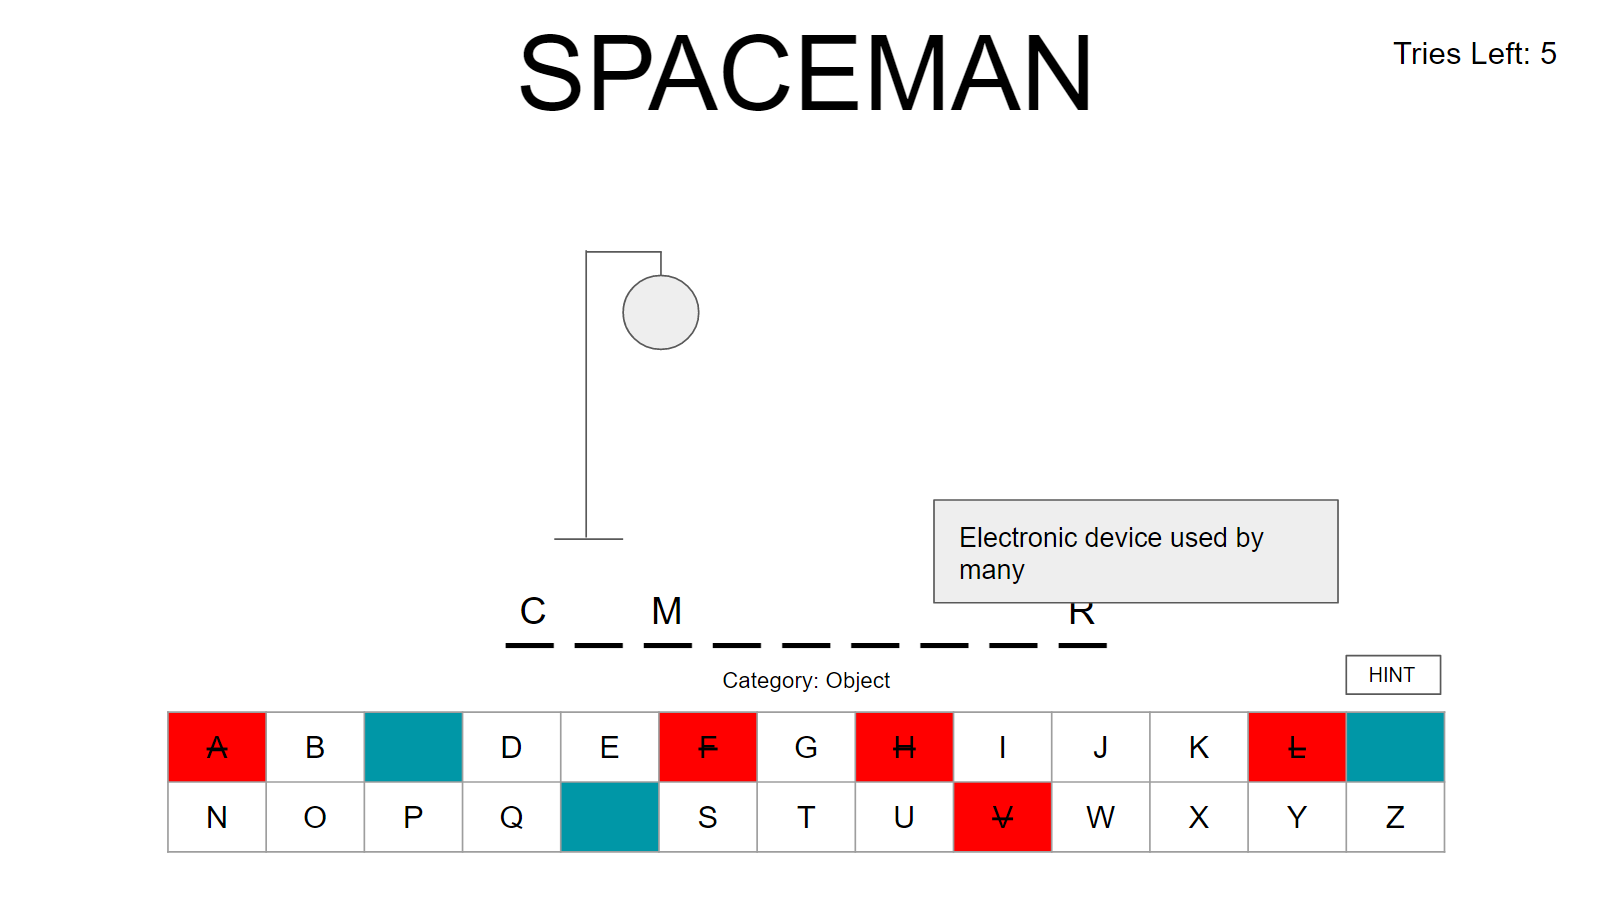 SPACEMAN
Tries Left: 5
Electronic device used by
many
C M R
Category: Object
HINT
A B D E F G H I J K L
N O P Q S T U V W X Y Z